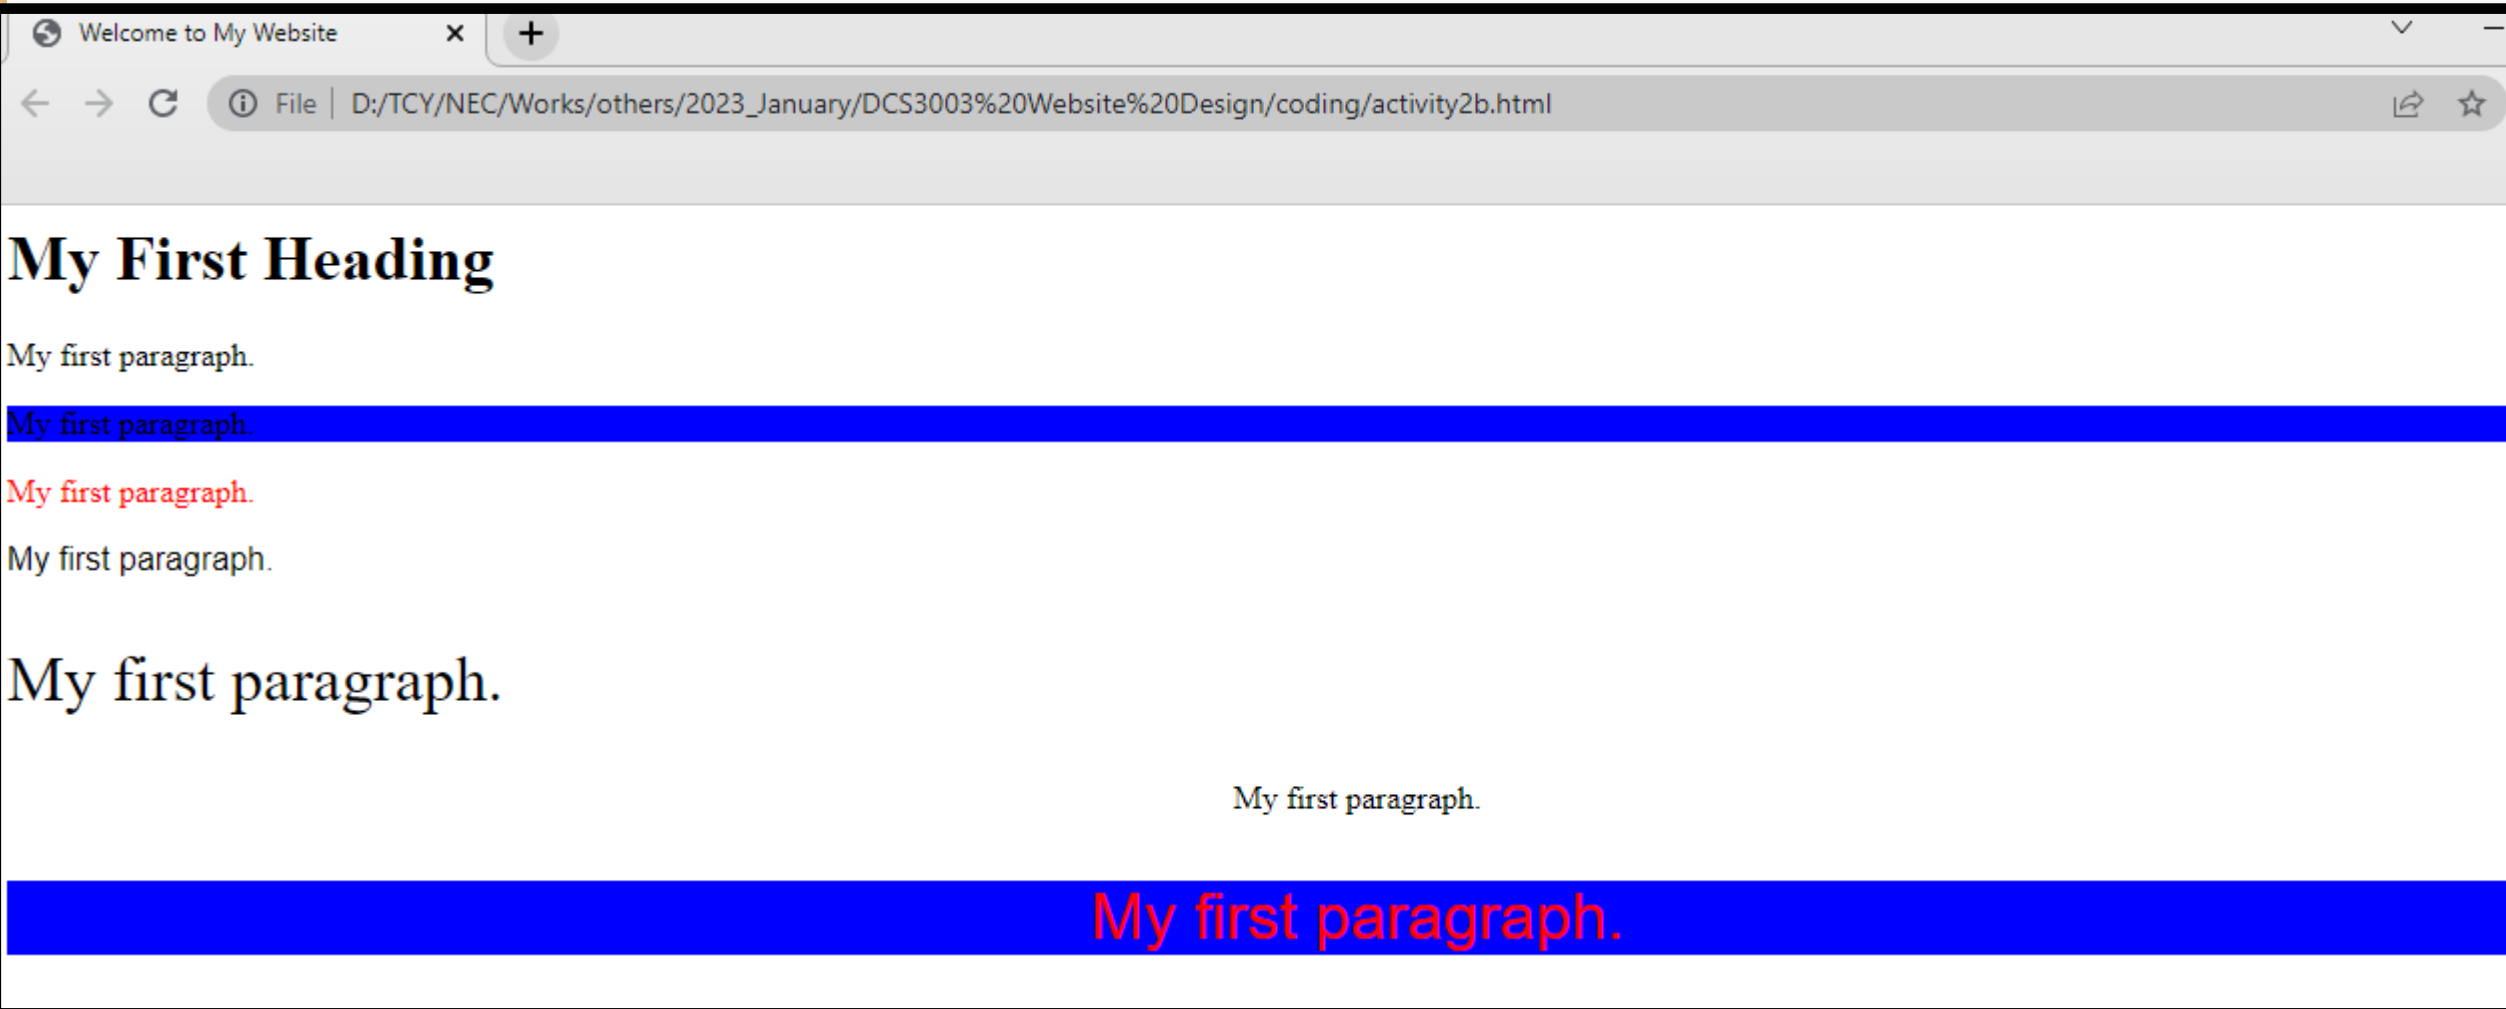 Welcome to My Website
File D:/TCY/NEC/Works/others/2023_January/DCS3003%20Website%20Design/coding/activity2b.html
My First Heading
My first paragraph.
My first paragraph.
My first paragraph.
My first paragraph.
My first paragraph.
My first paragraph.
My first paragraph.